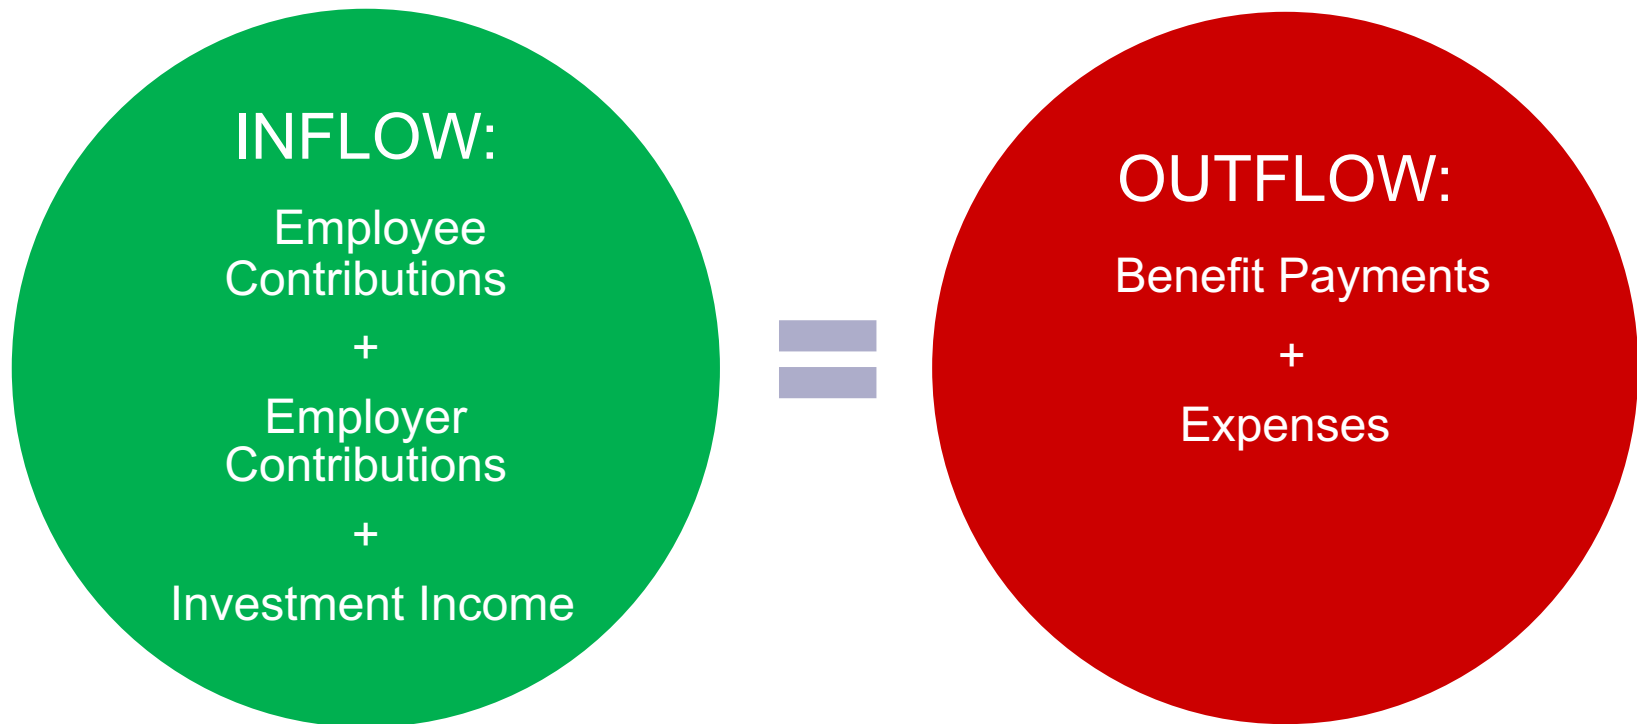 INFLOW:
Employee
Contributions
+
Employer
Contributions
+
Investment Income
OUTFLOW:
Benefit Payments
+
Expenses